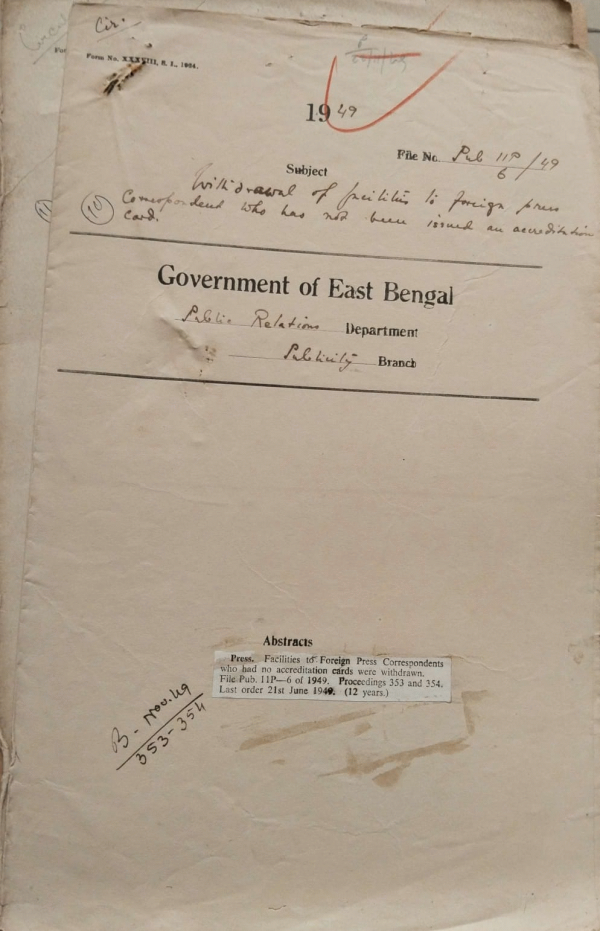 Cir.
Form No. XXXVIII, S. I., 1924.
1949
File No. Pub 11P/6/49
Subject
Withdrawal of facilities to foreign press
(10) Correspondent who has not been issued an accreditation
Card.
Government of East Bengal
Public Relations Department
Publicity Branch
Abstracts
Press. Facilities to Foreign Press Correspondents
who had no accreditation cards were withdrawn.
File Pub. 11P—6 of 1949. Proceedings 353 and 354.
Last order 21st June 1949. (12 years.)
B - Nov. 49
353-354